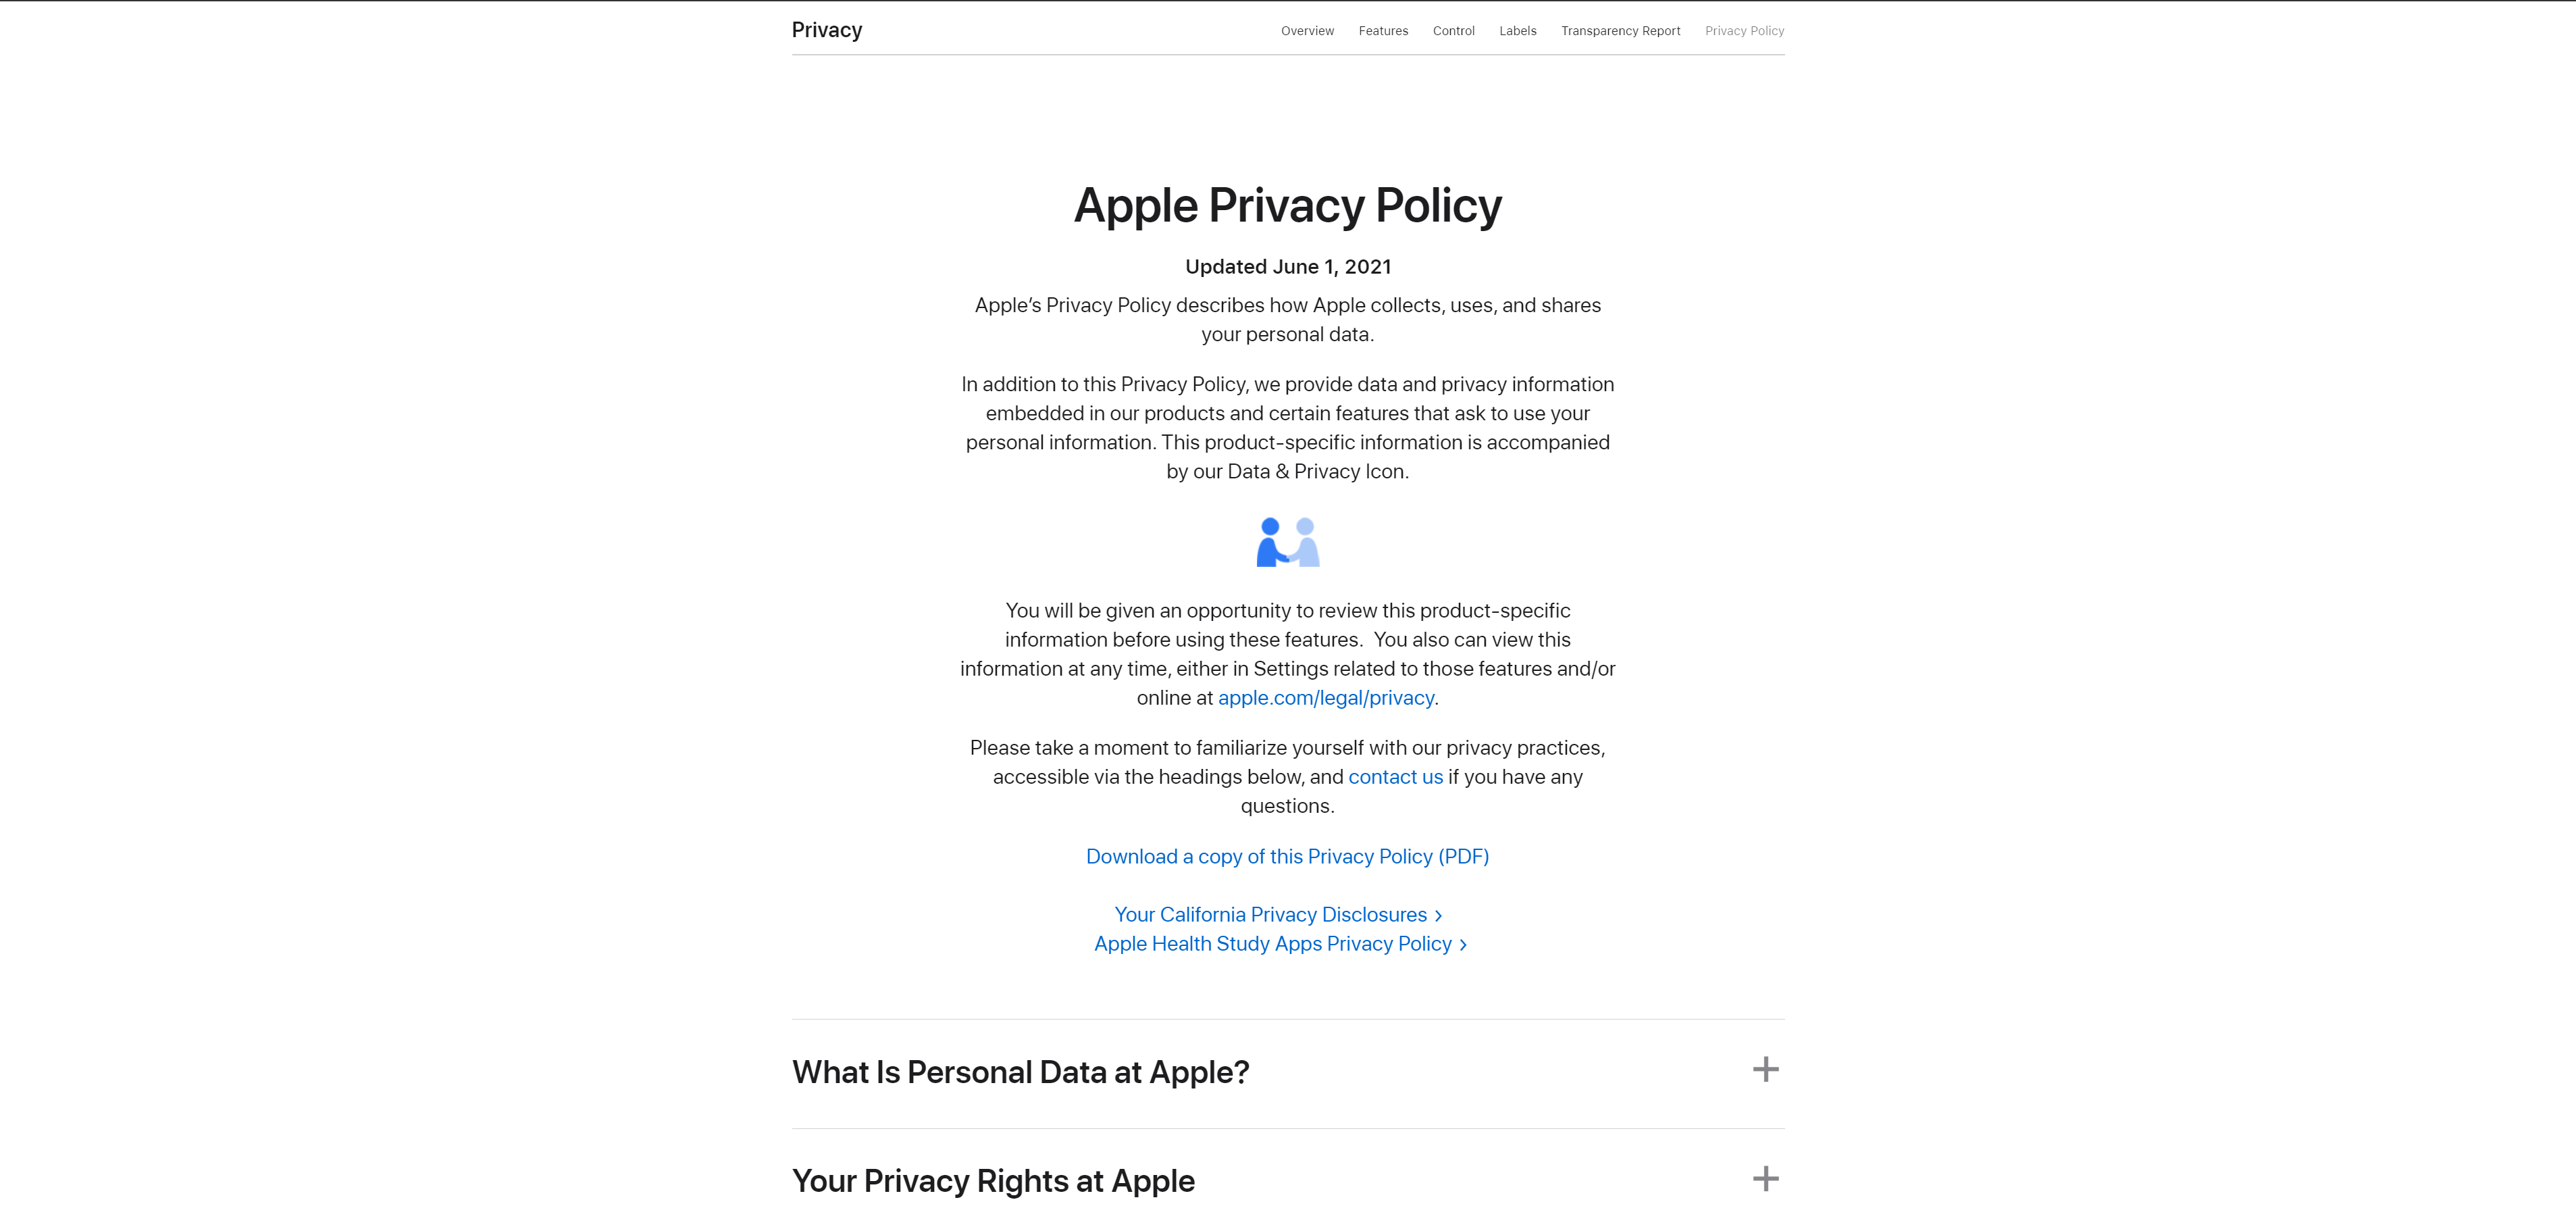 Privacy
Overview Features Control Labels Transparency Report Privacy Policy
Apple Privacy Policy
Updated June 1, 2021
Apple’s Privacy Policy describes how Apple collects, uses, and shares
your personal data.
In addition to this Privacy Policy, we provide data and privacy information
embedded in our products and certain features that ask to use your
personal information. This product-specific information is accompanied
by our Data & Privacy Icon.
You will be given an opportunity to review this product-specific
information before using these features.  You also can view this
information at any time, either in Settings related to those features and/or
online at apple.com/legal/privacy.
Please take a moment to familiarize yourself with our privacy practices,
accessible via the headings below, and contact us if you have any
questions.
Download a copy of this Privacy Policy (PDF)
Your California Privacy Disclosures >
Apple Health Study Apps Privacy Policy >
What Is Personal Data at Apple? +
Your Privacy Rights at Apple +